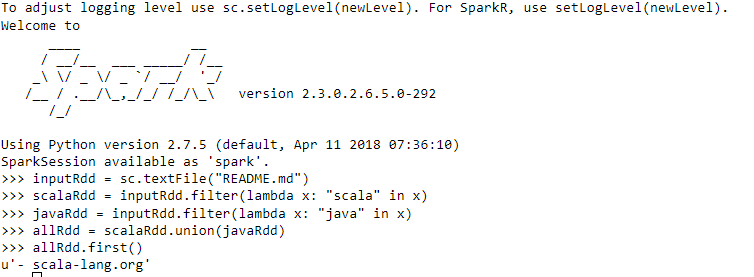 To adjust logging level use sc.setLogLevel(newLevel). For SparkR, use setLogLevel(newLevel).
Welcome to
      ____              __
     / __/__  ___ _____/ /__
    _\ \/ _ \/ _ `/ __/  '_/
   /__ / .__/\_,_/_/ /_/\_\   version 2.3.0.2.6.5.0-292
      /_/
Using Python version 2.7.5 (default, Apr 11 2018 07:36:10)
SparkSession available as 'spark'.
>>> inputRdd = sc.textFile("README.md")
>>> scalaRdd = inputRdd.filter(lambda x: "scala" in x)
>>> javaRdd = inputRdd.filter(lambda x: "java" in x)
>>> allRdd = scalaRdd.union(javaRdd)
>>> allRdd.first()
u'- scala-lang.org'